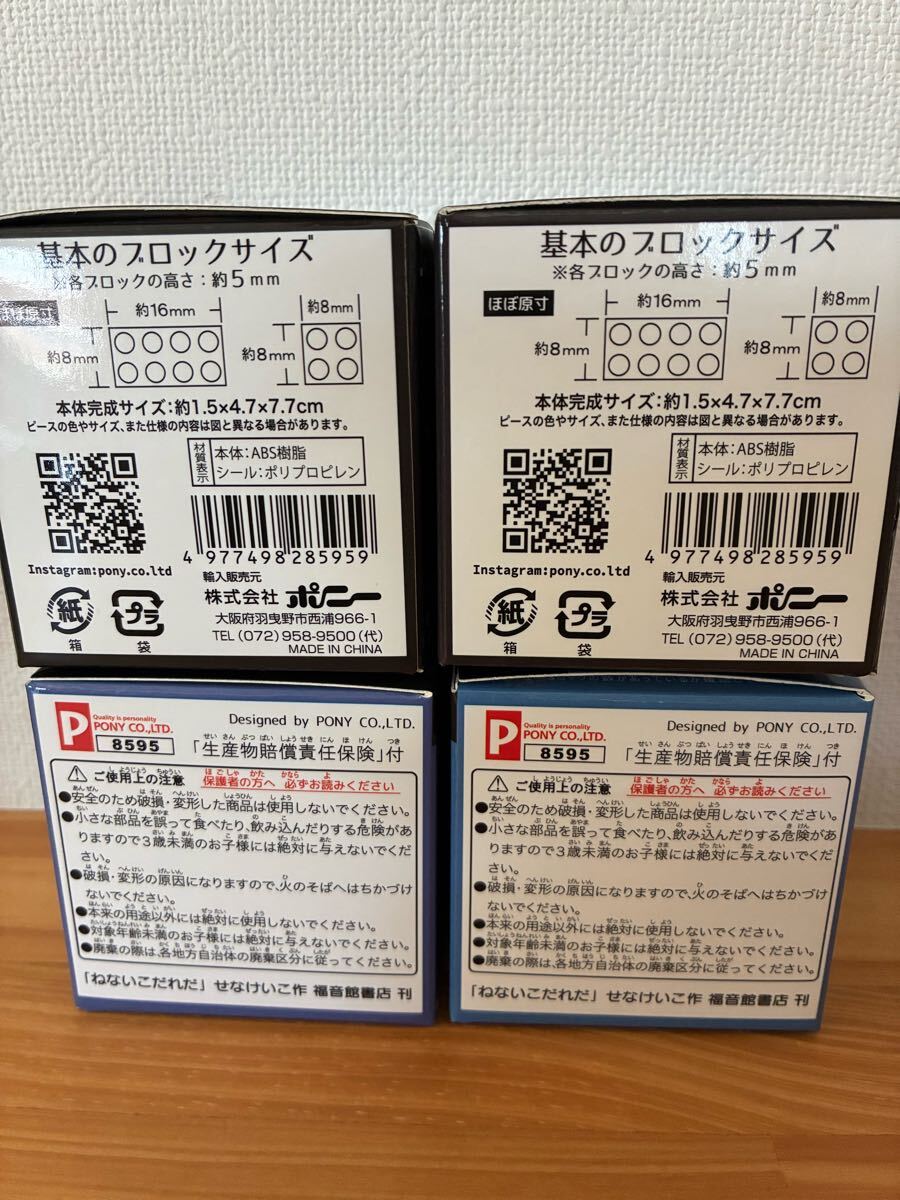 基本のブロックサイズ
※各ブロックの高さ：約5mm
ほぼ原寸
約16mm
約8mm
約8mm
約8mm
本体完成サイズ：約1.5×4.7×7.7cm
ピースの色やサイズ、また仕様の内容は図と異なる場合があります。
材質表示
本体：ABS樹脂
シール：ポリプロピレン
4 977498 285959
Instagram:pony.co.ltd
輸入販売元
株式会社 ポニー
大阪府羽曳野市西浦966-1
TEL (072) 958-9500 (代)
MADE IN CHINA
紙
箱
プラ
袋
基本のブロックサイズ
※各ブロックの高さ：約5mm
ほぼ原寸
約16mm
約8mm
約8mm
約8mm
本体完成サイズ：約1.5×4.7×7.7cm
ピースの色やサイズ、また仕様の内容は図と異なる場合があります。
材質表示
本体：ABS樹脂
シール：ポリプロピレン
4 977498 285959
Instagram:pony.co.ltd
輸入販売元
株式会社 ポニー
大阪府羽曳野市西浦966-1
TEL (072) 958-9500 (代)
MADE IN CHINA
紙
箱
プラ
袋
P
Quality is personality
PONY CO.,LTD.
8595
Designed by PONY CO.,LTD.
「生産物賠償責任保険」付
ご使用上の注意 保護者の方へ 必ずお読みください
●安全のため破損・変形した商品は使用しないでください。
●小さな部品を誤って食べたり、飲み込んだりする危険があ
りますので3歳未満のお子様には絶対に与えないでくだ
さい。
●破損・変形の原因になりますので、火のそばへはちかづけ
ないでください。
●本来の用途以外には絶対に使用しないでください。
●対象年齢未満のお子様には絶対に与えないでください。
●廃棄の際は、各地方自治体の廃棄区分に従ってください。
「ねないこだれだ」 せなけいこ作 福音館書店 刊
P
Quality is personality
PONY CO.,LTD.
8595
Designed by PONY CO.,LTD.
「生産物賠償責任保険」付
ご使用上の注意 保護者の方へ 必ずお読みください
●安全のため破損・変形した商品は使用しないでください。
●小さな部品を誤って食べたり、飲み込んだりする危険があ
りますので3歳未満のお子様には絶対に与えないでくだ
さい。
●破損・変形の原因になりますので、火のそばへはちかづけ
ないでください。
●本来の用途以外には絶対に使用しないでください。
●対象年齢未満のお子様には絶対に与えないでください。
●廃棄の際は、各地方自治体の廃棄区分に従ってください。
「ねないこだれだ」 せなけいこ作 福音館書店 刊